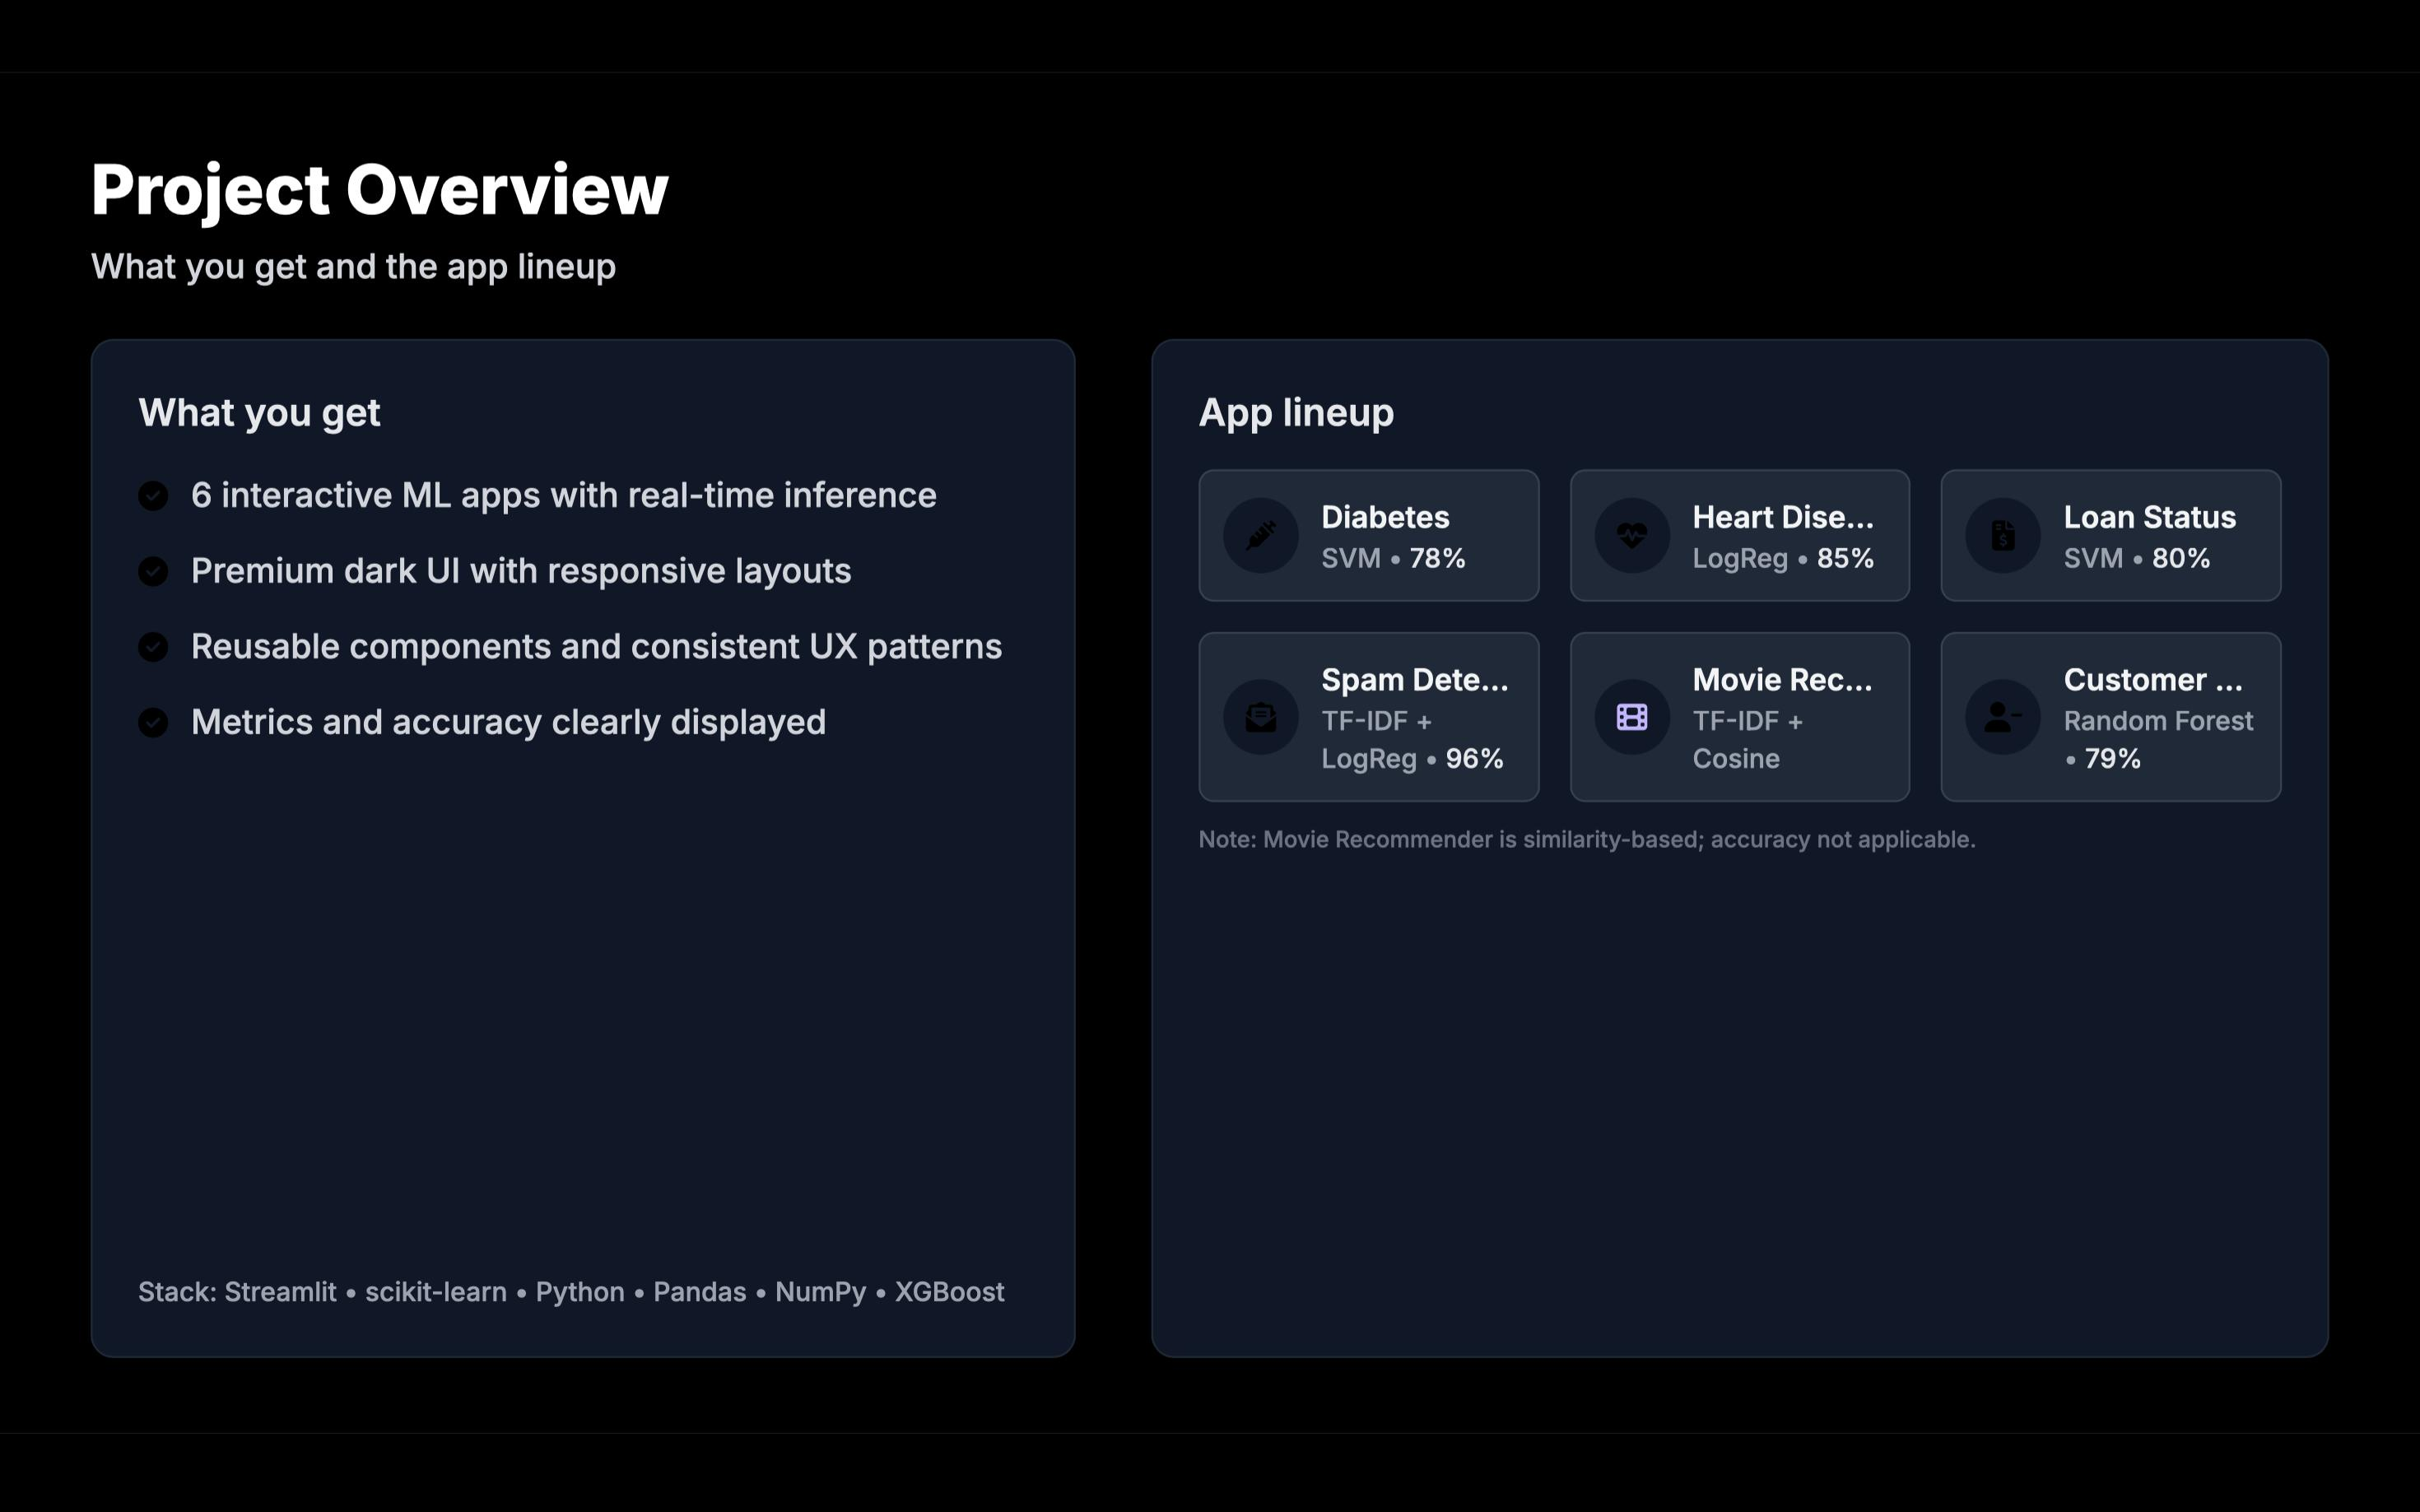 Project Overview
What you get and the app lineup
What you get
6 interactive ML apps with real-time inference
Premium dark UI with responsive layouts
Reusable components and consistent UX patterns
Metrics and accuracy clearly displayed
Stack: Streamlit • scikit-learn • Python • Pandas • NumPy • XGBoost
App lineup
Diabetes
SVM • 78%
Heart Dise...
LogReg • 85%
Loan Status
SVM • 80%
Spam Dete...
TF-IDF +
LogReg • 96%
Movie Rec...
TF-IDF +
Cosine
Customer ...
Random Forest
• 79%
Note: Movie Recommender is similarity-based; accuracy not applicable.